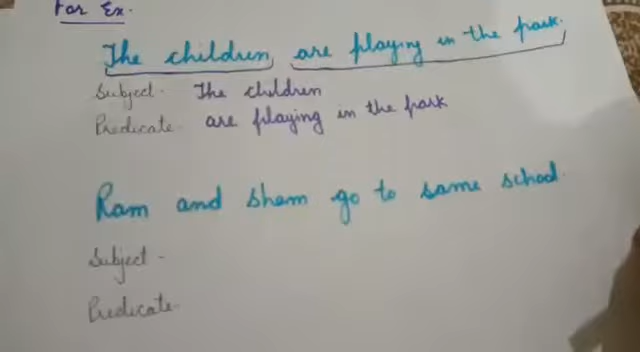 For Ex.
The children are playing in the park.
Subject - The children
Predicate - are playing in the park
Ram and Sham go to same school.
Subject -
Predicate -